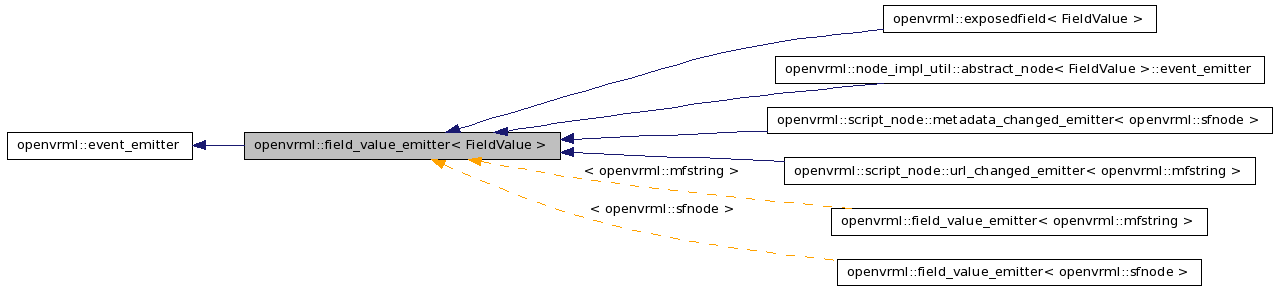 openvrml::exposedfield< FieldValue >
openvrml::node_impl_util::abstract_node< FieldValue >::event_emitter
openvrml::script_node::metadata_changed_emitter< openvrml::sfnode >
openvrml::event_emitter
openvrml::field_value_emitter< FieldValue >
< openvrml::mfstring >
openvrml::script_node::url_changed_emitter< openvrml::mfstring >
< openvrml::sfnode >
openvrml::field_value_emitter< openvrml::mfstring >
openvrml::field_value_emitter< openvrml::sfnode >